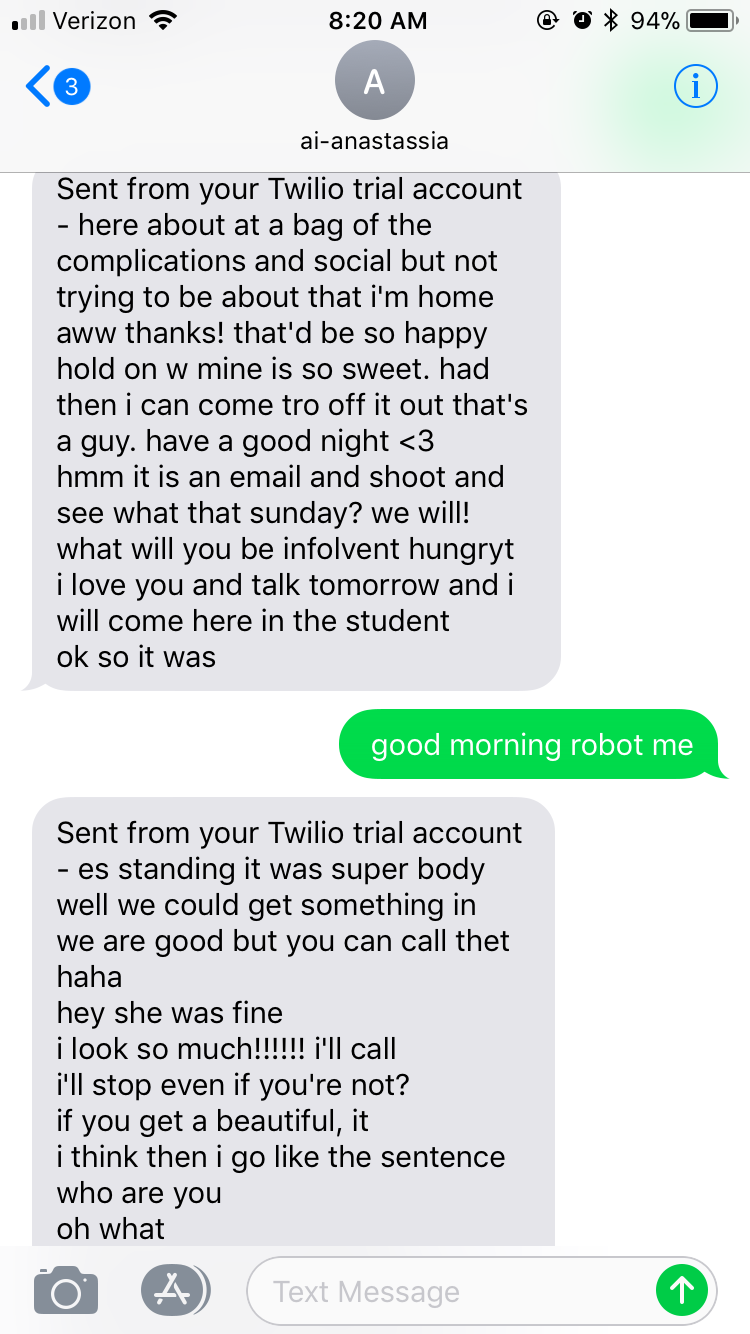 Verizon 8:20 AM 94%
3
A
i
ai-anastassia
Sent from your Twilio trial account
- here about at a bag of the
complications and social but not
trying to be about that i'm home
aww thanks! that'd be so happy
hold on w mine is so sweet. had
then i can come tro off it out that's
a guy. have a good night <3
hmm it is an email and shoot and
see what that sunday? we will!
what will you be infolvent hungryt
i love you and talk tomorrow and i
will come here in the student
ok so it was
good morning robot me
Sent from your Twilio trial account
- es standing it was super body
well we could get something in
we are good but you can call thet
haha
hey she was fine
i look so much!!!!!! i'll call
i'll stop even if you're not?
if you get a beautiful, it
i think then i go like the sentence
who are you
oh what
Text Message